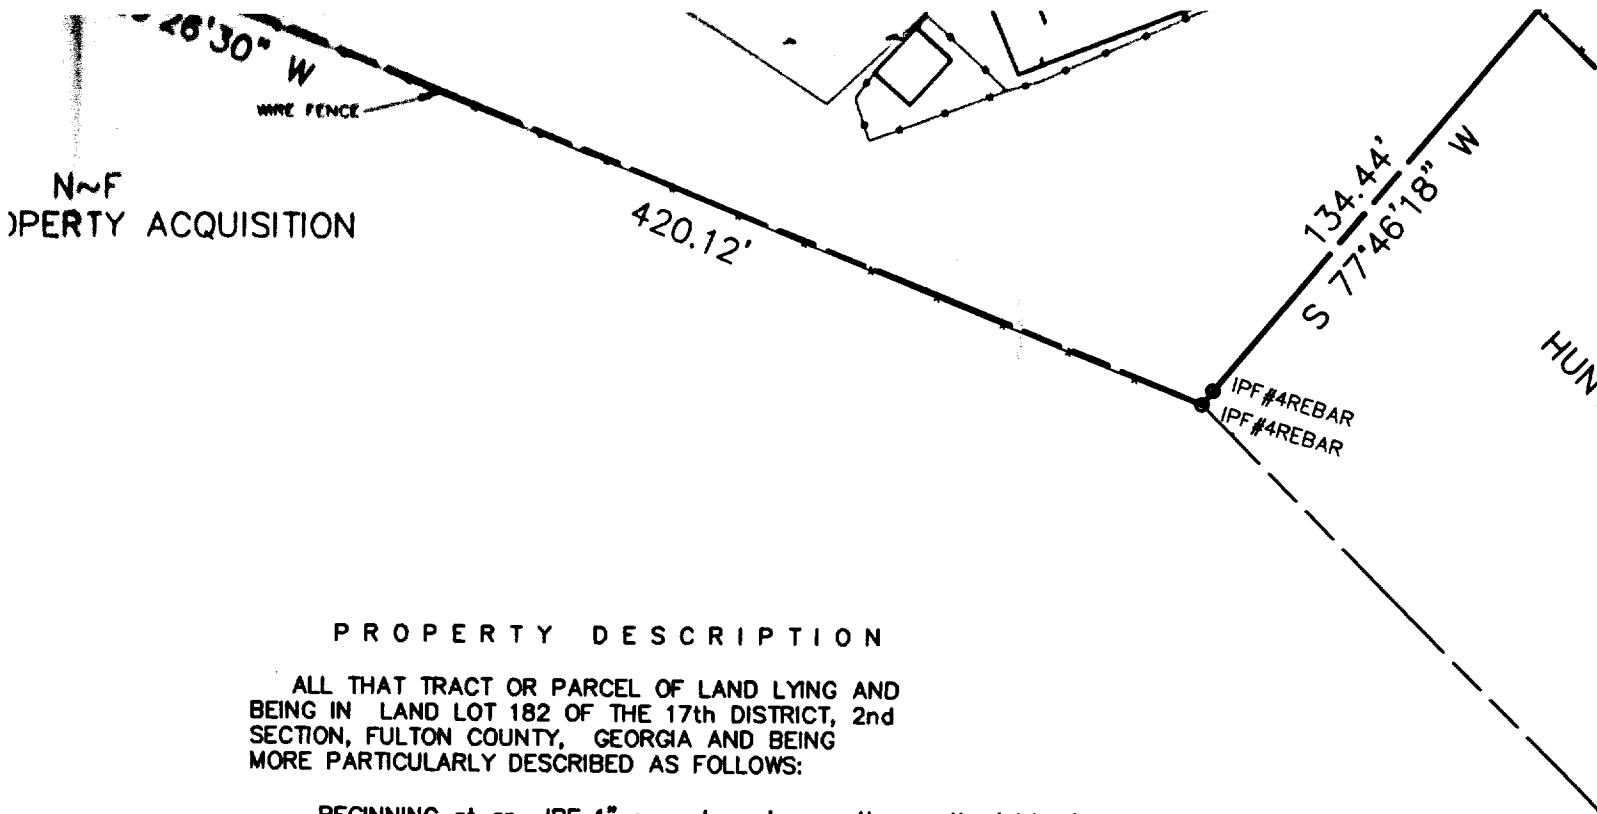 26'30" W
WIRE FENCE
N~F
OPERTY ACQUISITION
420.12'
134.44'
S 77°46'18" W
HUN
IPF#4REBAR
IPF#4REBAR
PROPERTY DESCRIPTION
ALL THAT TRACT OR PARCEL OF LAND LYING AND
BEING IN LAND LOT 182 OF THE 17th DISTRICT, 2nd
SECTION, FULTON COUNTY, GEORGIA AND BEING
MORE PARTICULARLY DESCRIBED AS FOLLOWS:
BEGINNING at an IPF 1"